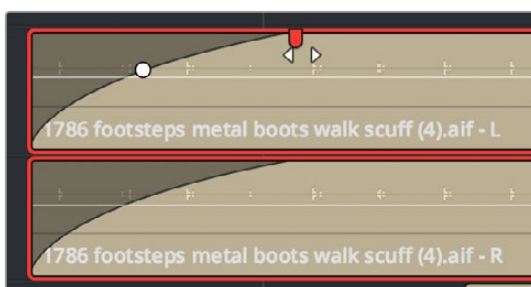 1786 footsteps metal boots walk scuff (4).aif - L
1786 footsteps metal boots walk scuff (4).aif - R